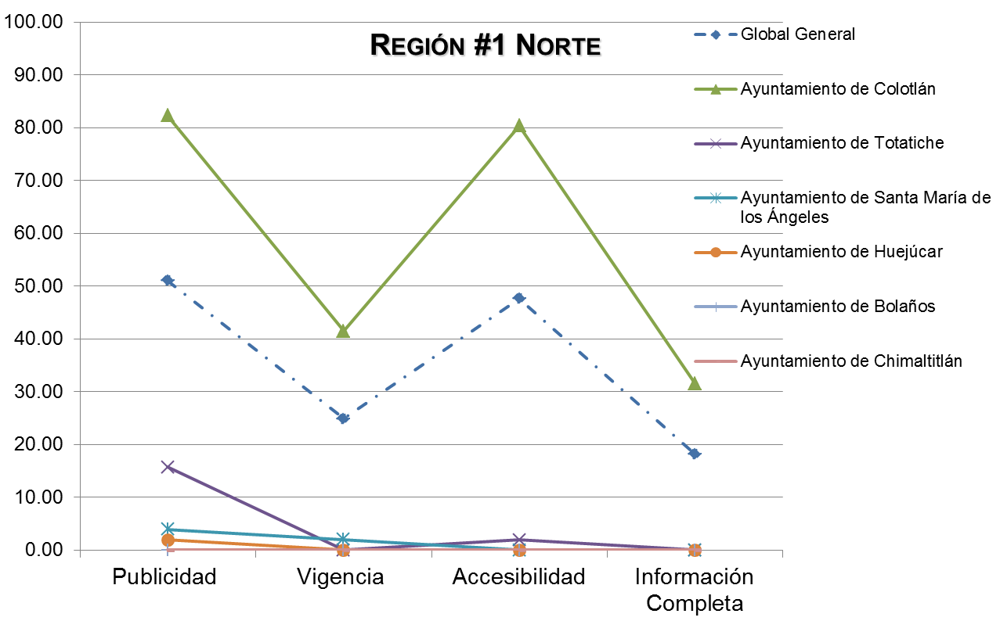 REGIÓN #1 NORTE
100.00
90.00
80.00
70.00
60.00
50.00
40.00
30.00
20.00
10.00
0.00
Publicidad
Vigencia
Accesibilidad
Información
Completa
Global General
Ayuntamiento de Colotlán
Ayuntamiento de Totatiche
Ayuntamiento de Santa María de
los Ángeles
Ayuntamiento de Huejúcar
Ayuntamiento de Bolaños
Ayuntamiento de Chimaltitlán